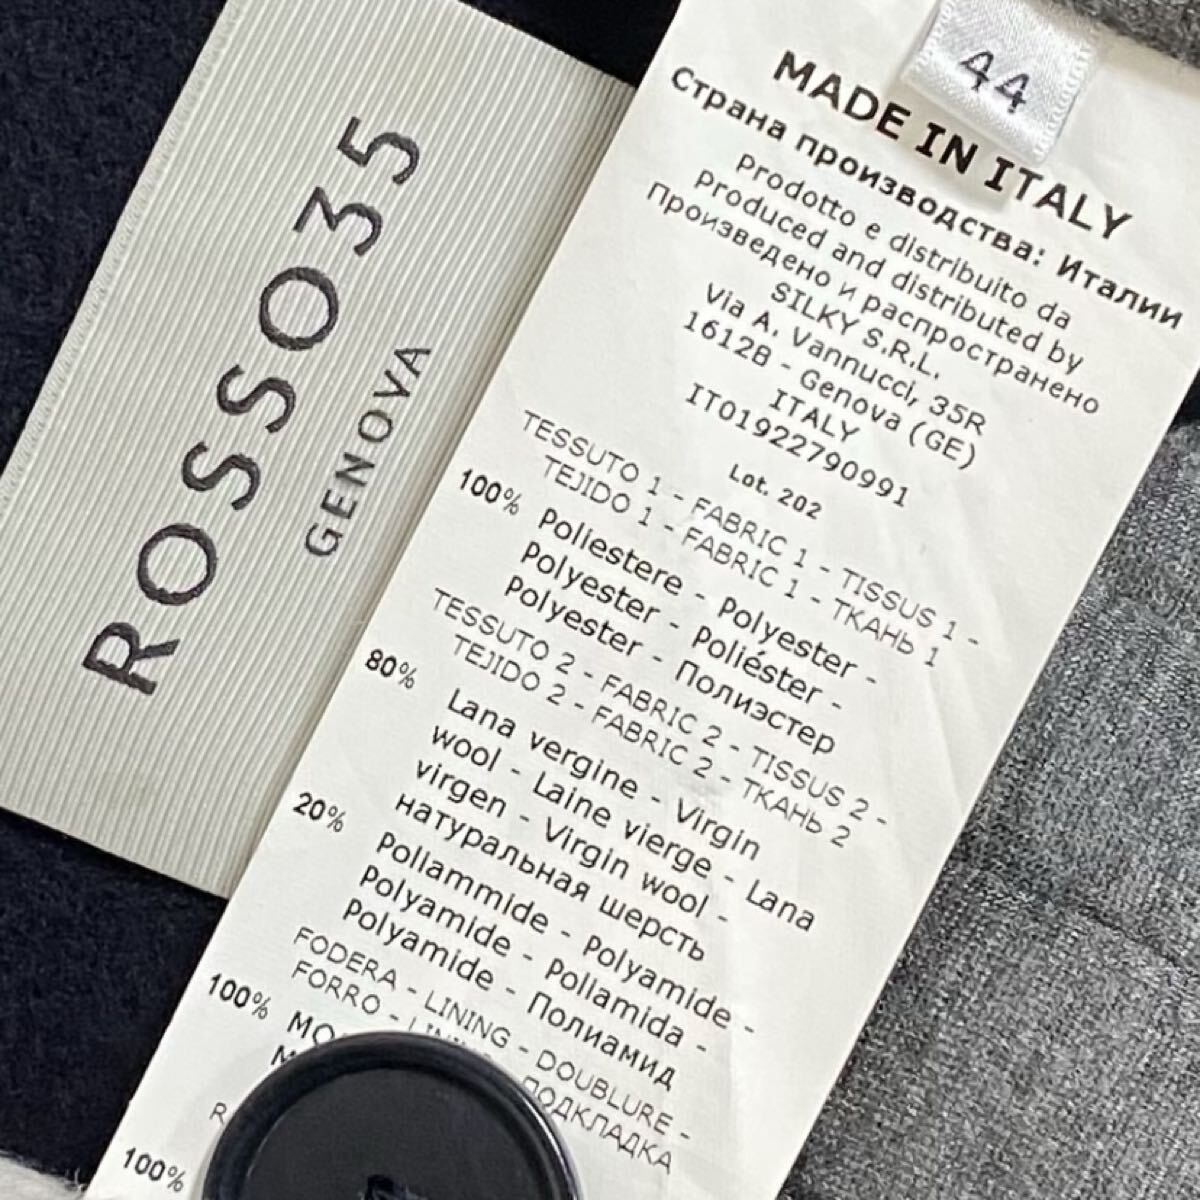 ROSSO35
GENOVA
44
MADE IN ITALY
Страна производства: Италии
Prodotto e distribuito da
Produced and distributed by
Произведено и распространено
SILKY S.R.L.
Via A. Vannucci, 35R
16128 - Genova (GE)
ITALY
IT01922790991
Lot. 202
TESSUTO 1 - FABRIC 1 - TISSUS 1 -
TEJIDO 1 - FABRIC 1 - ТКАНЬ 1
100% Poliestere - Polyester -
Polyester - Poliéster -
Polyester - Полиэстер
TESSUTO 2 - FABRIC 2 - TISSUS 2 -
TEJIDO 2 - FABRIC 2 - ТКАНЬ 2
80% Lana vergine - Virgin
wool - Laine vierge - Lana
virgen - Virgin wool -
натуральная шерсть
20% Poliammide - Polyamide -
Polyamide - Poliamida -
Polyamide - Полиамид
FODERA - LINING - DOUBLURE -
FORRO - ПОДКЛАДКА
100%
100%